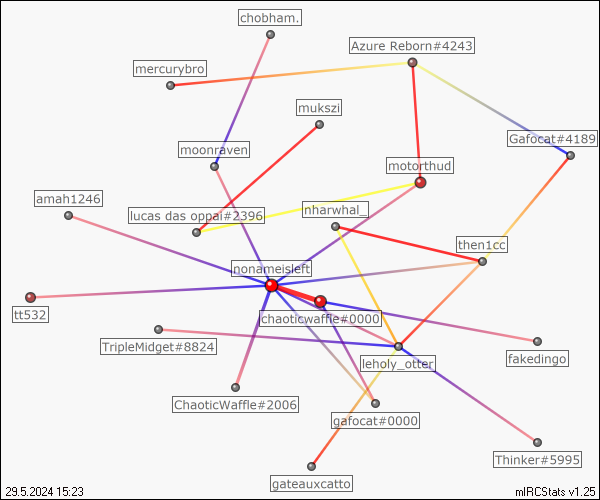 chobham.
Azure Reborn#4243
mercurybro
mukszi
Gafocat#4189
moonraven
motorthud
amah1246
lucas das oppai#2396
nharwhal_
then1cc
nonameisleft
tt532
chaoticwaffle#0000
TripleMidget#8824
leholy_otter
fakedingo
ChaoticWaffle#2006
gafocat#0000
Thinker#5995
gateauxcatto
29.5.2024 15:23
mIRCStats v1.25